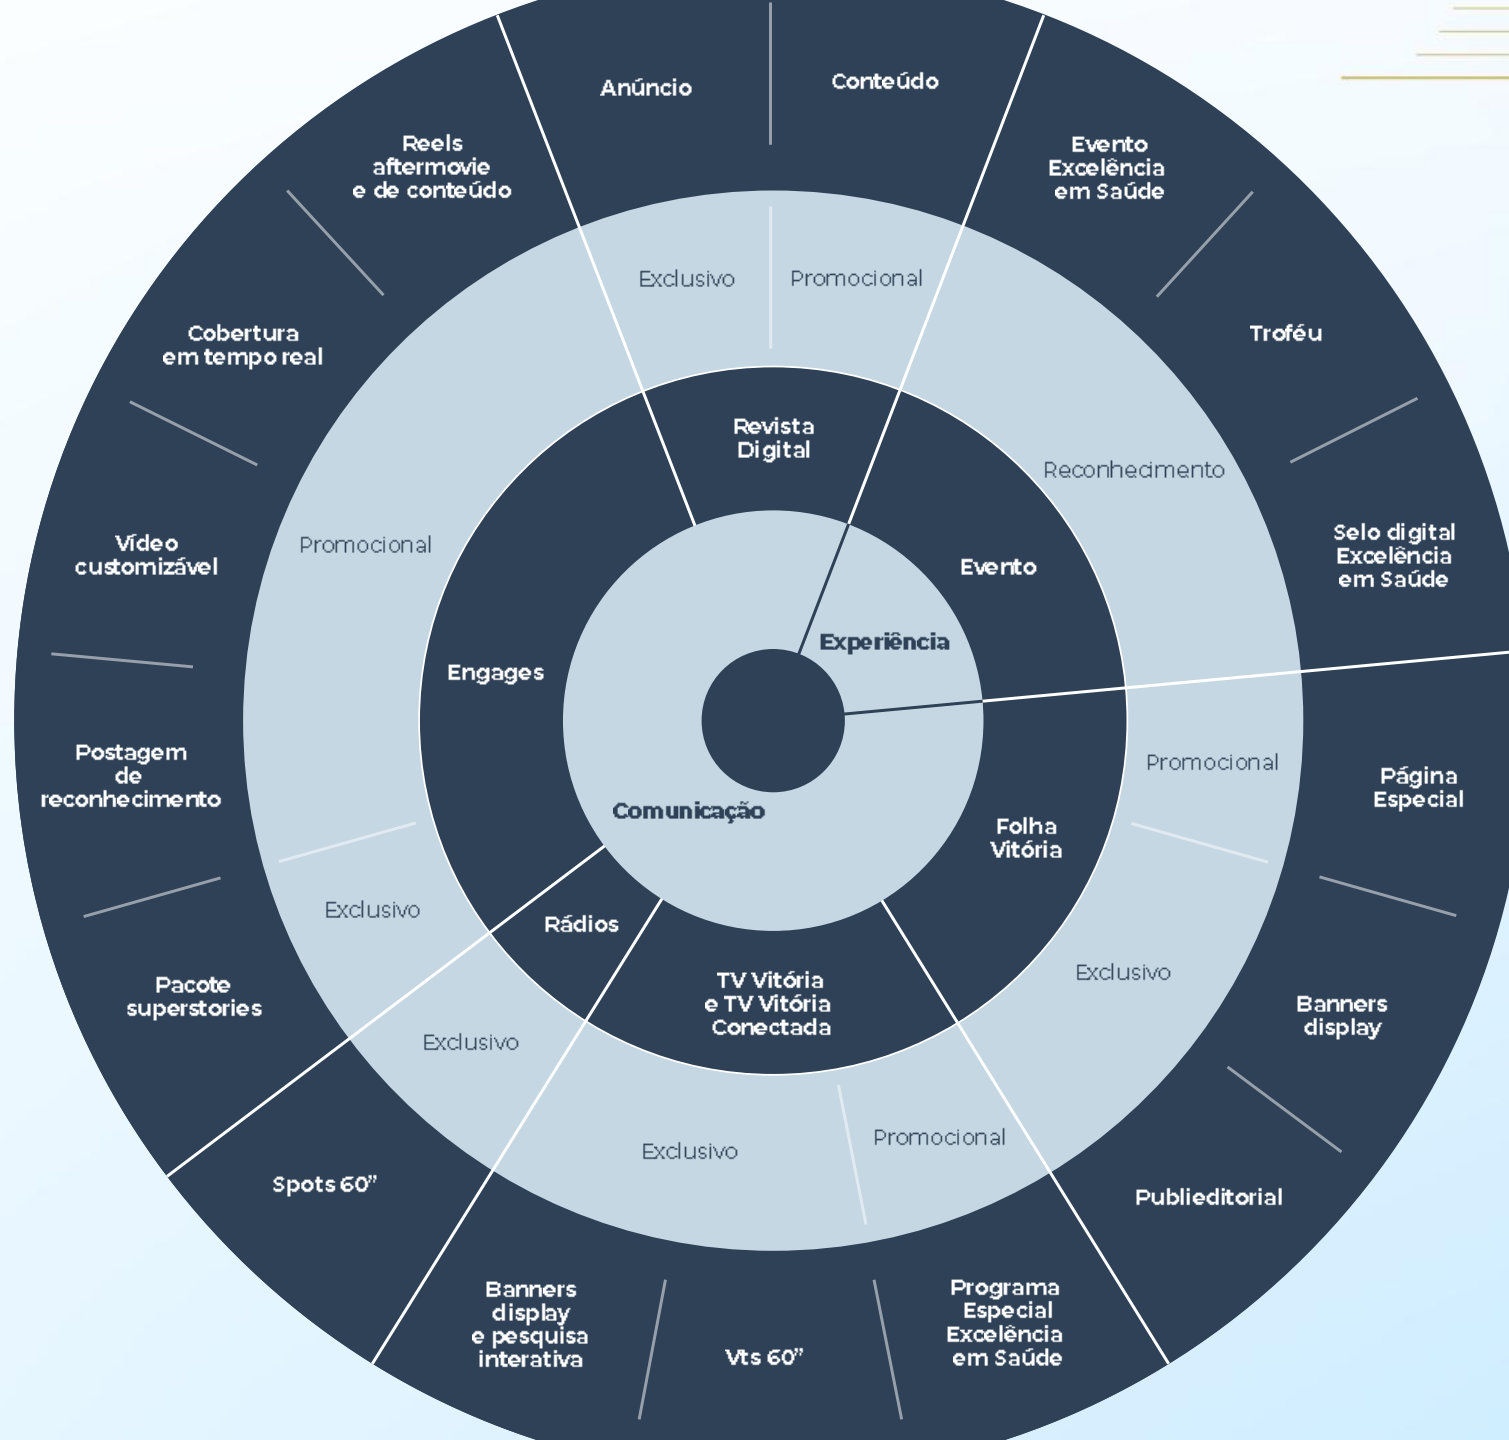 Anúncio
Conteúdo
Evento
Excelência
em Saúde
Troféu
Selo digital
Excelência
em Saúde
Página
Especial
Banners
display
Publieditorial
Programa
Especial
Excelência
em Saúde
Vts 60”
Banners
display
e pesquisa
interativa
Spots 60”
Pacote
superstories
Postagem
de
reconhecimento
Vídeo
customizável
Cobertura
em tempo real
Reels
aftermovie
e de conteúdo
Exclusivo
Promocional
Reconhecimento
Promocional
Exclusivo
Promocional
Exclusivo
Exclusivo
Exclusivo
Promocional
Revista
Digital
Evento
Folha
Vitória
TV Vitória
e TV Vitória
Conectada
Rádios
Engages
Experiência
Comunicação